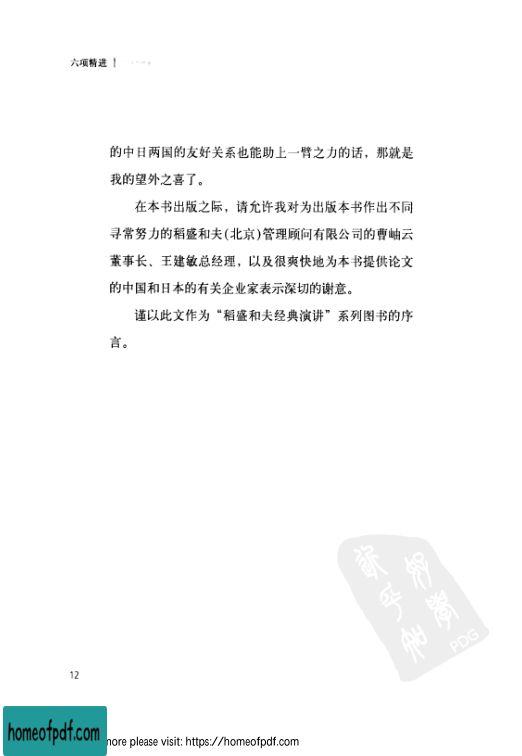 六项精进
的中日两国的友好关系也能助上一臂之力的话，那就是
我的望外之喜了。
在本书出版之际，请允许我对为出版本书作出不同
寻常努力的稻盛和夫(北京)管理顾问有限公司的曹岫云
董事长、王建敏总经理，以及很爽快地为本书提供论文
的中国和日本的有关企业家表示深切的谢意。
谨以此文作为“稻盛和夫经典演讲”系列图书的序
言。
好学
PDG
12
homeofpdf.com
more please visit: https://homeofpdf.com